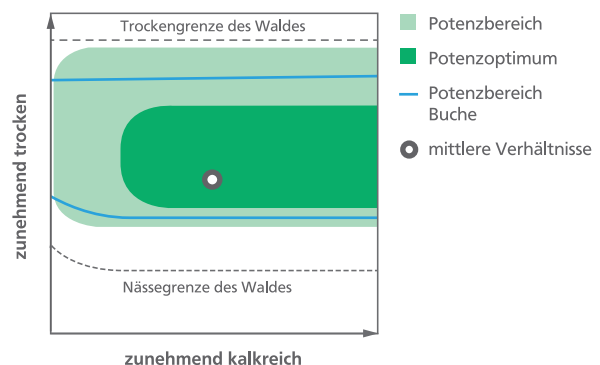 Trockengrenze des Waldes
Nässegrenze des Waldes
zunehmend trocken
zunehmend kalkreich
Potenzbereich
Potenzoptimum
Potenzbereich
Buche
mittlere Verhältnisse